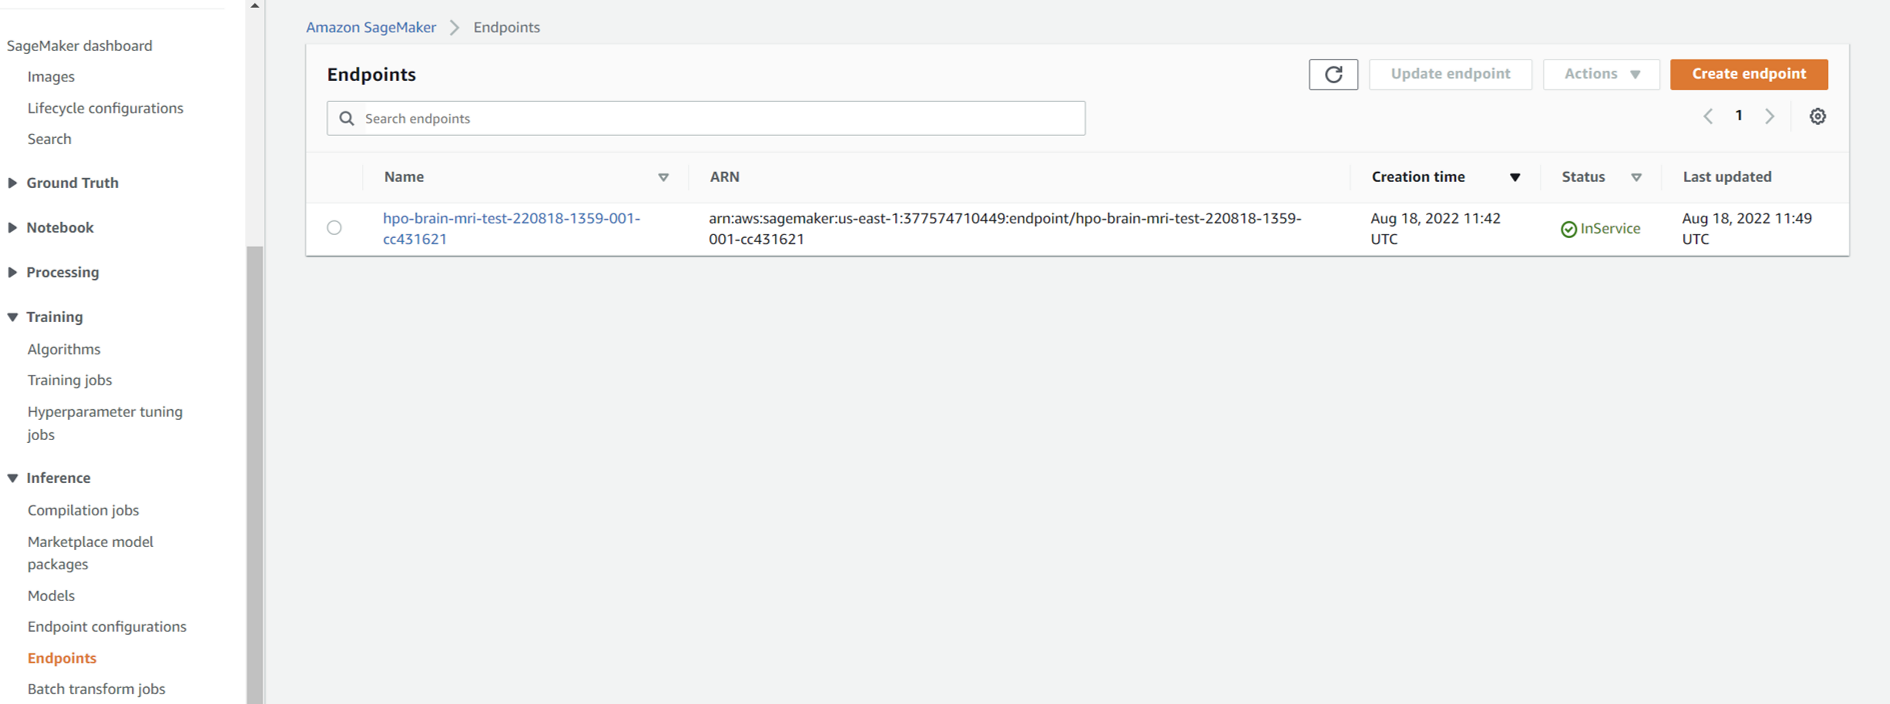 SageMaker dashboard
Images
Lifecycle configurations
Search
Ground Truth
Notebook
Processing
Training
Algorithms
Training jobs
Hyperparameter tuning
jobs
Inference
Compilation jobs
Marketplace model
packages
Models
Endpoint configurations
Endpoints
Batch transform jobs
Amazon SageMaker > Endpoints
Endpoints
Update endpoint
Actions
Create endpoint
Search endpoints
1
Name ARN Creation time Status Last updated
hpo-brain-mri-test-220818-1359-001-
cc431621
arn:aws:sagemaker:us-east-1:377574710449:endpoint/hpo-brain-mri-test-220818-1359-
001-cc431621
Aug 18, 2022 11:42
UTC
InService
Aug 18, 2022 11:49
UTC